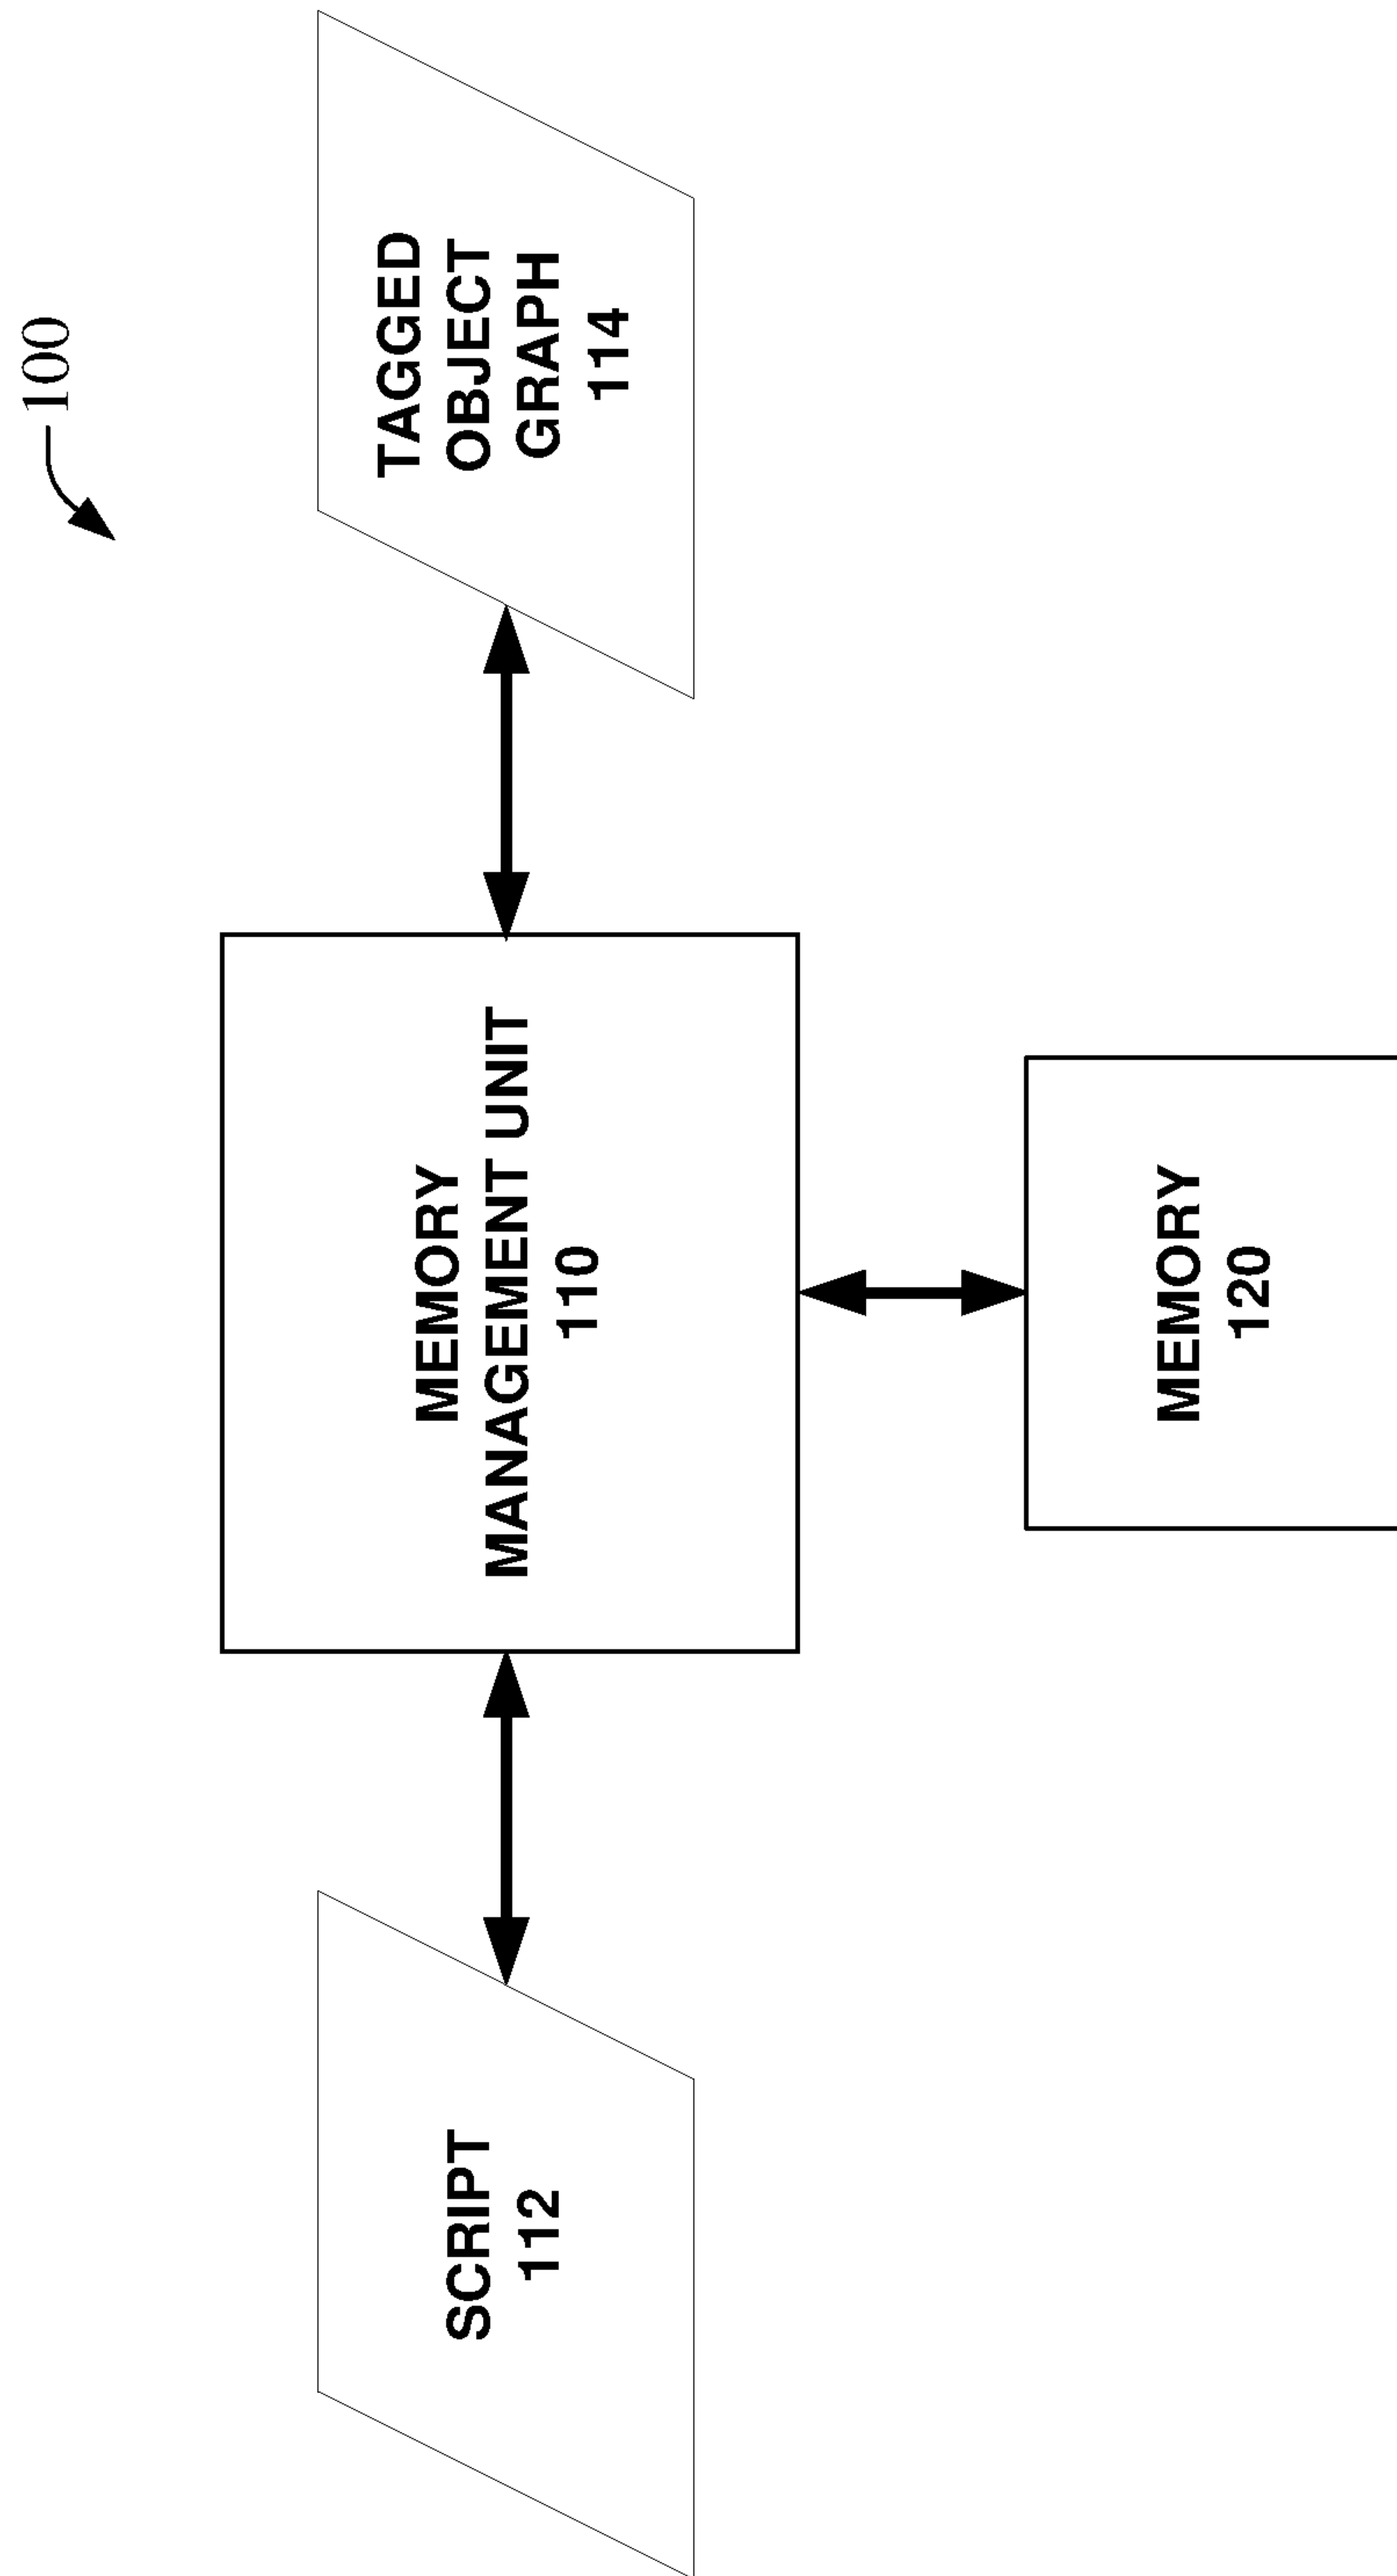 100
SCRIPT
112
MEMORY
MANAGEMENT UNIT
110
TAGGED
OBJECT
GRAPH
114
MEMORY
120